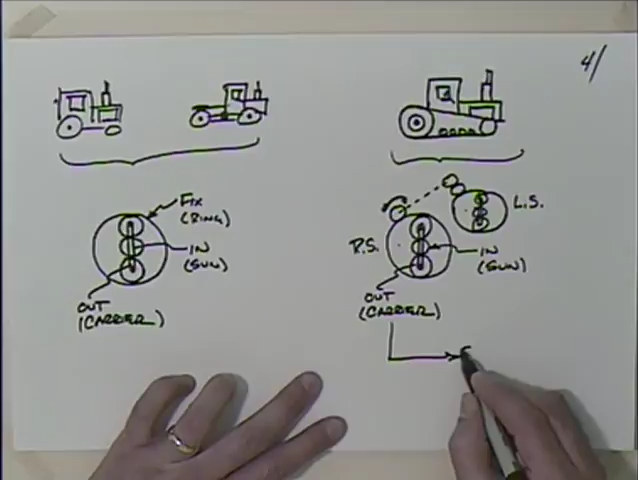 4/
FIX
(RING)
IN
(SUN)
OUT
(CARRIER)
L.S.
R.S.
IN
(SUN)
OUT
(CARRIER)